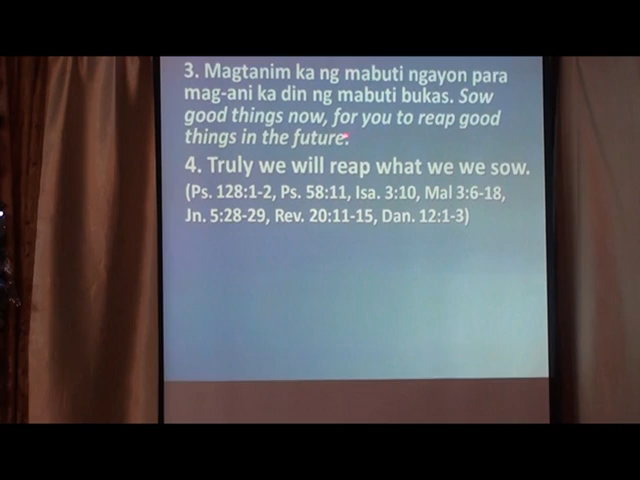 3. Magtanim ka ng mabuti ngayon para
mag-ani ka din ng mabuti bukas. Sow
good things now, for you to reap good
things in the future.
4. Truly we will reap what we we sow.
(Ps. 128:1-2, Ps. 58:11, Isa. 3:10, Mal 3:6-18,
Jn. 5:28-29, Rev. 20:11-15, Dan. 12:1-3)